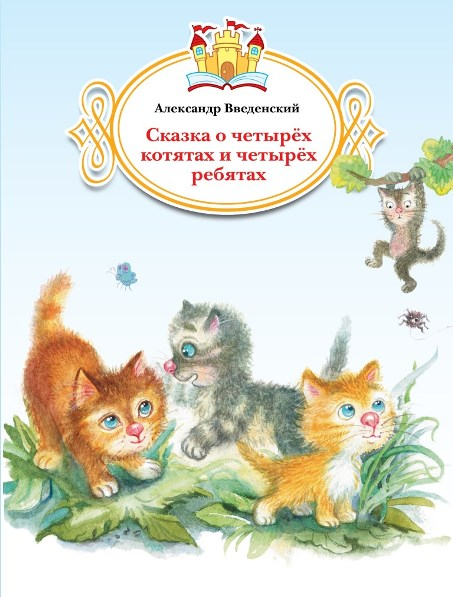 Александр Введенский
Сказка о четырёх
котятах и четырёх
ребятах